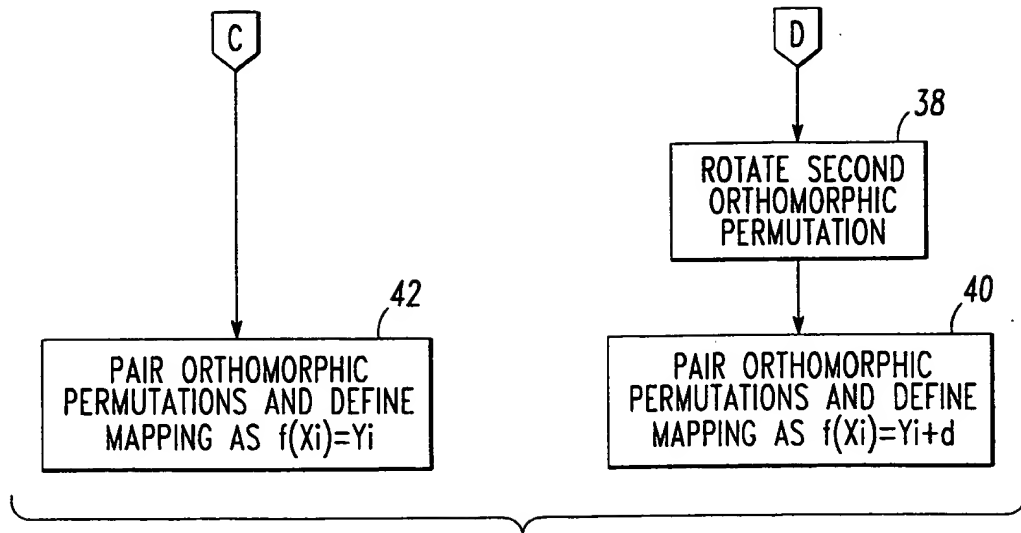 C
D
38
ROTATE SECOND
ORTHOMORPHIC
PERMUTATION
42
PAIR ORTHOMORPHIC
PERMUTATIONS AND DEFINE
MAPPING AS f(Xi)=Yi
40
PAIR ORTHOMORPHIC
PERMUTATIONS AND DEFINE
MAPPING AS f(Xi)=Yi+d